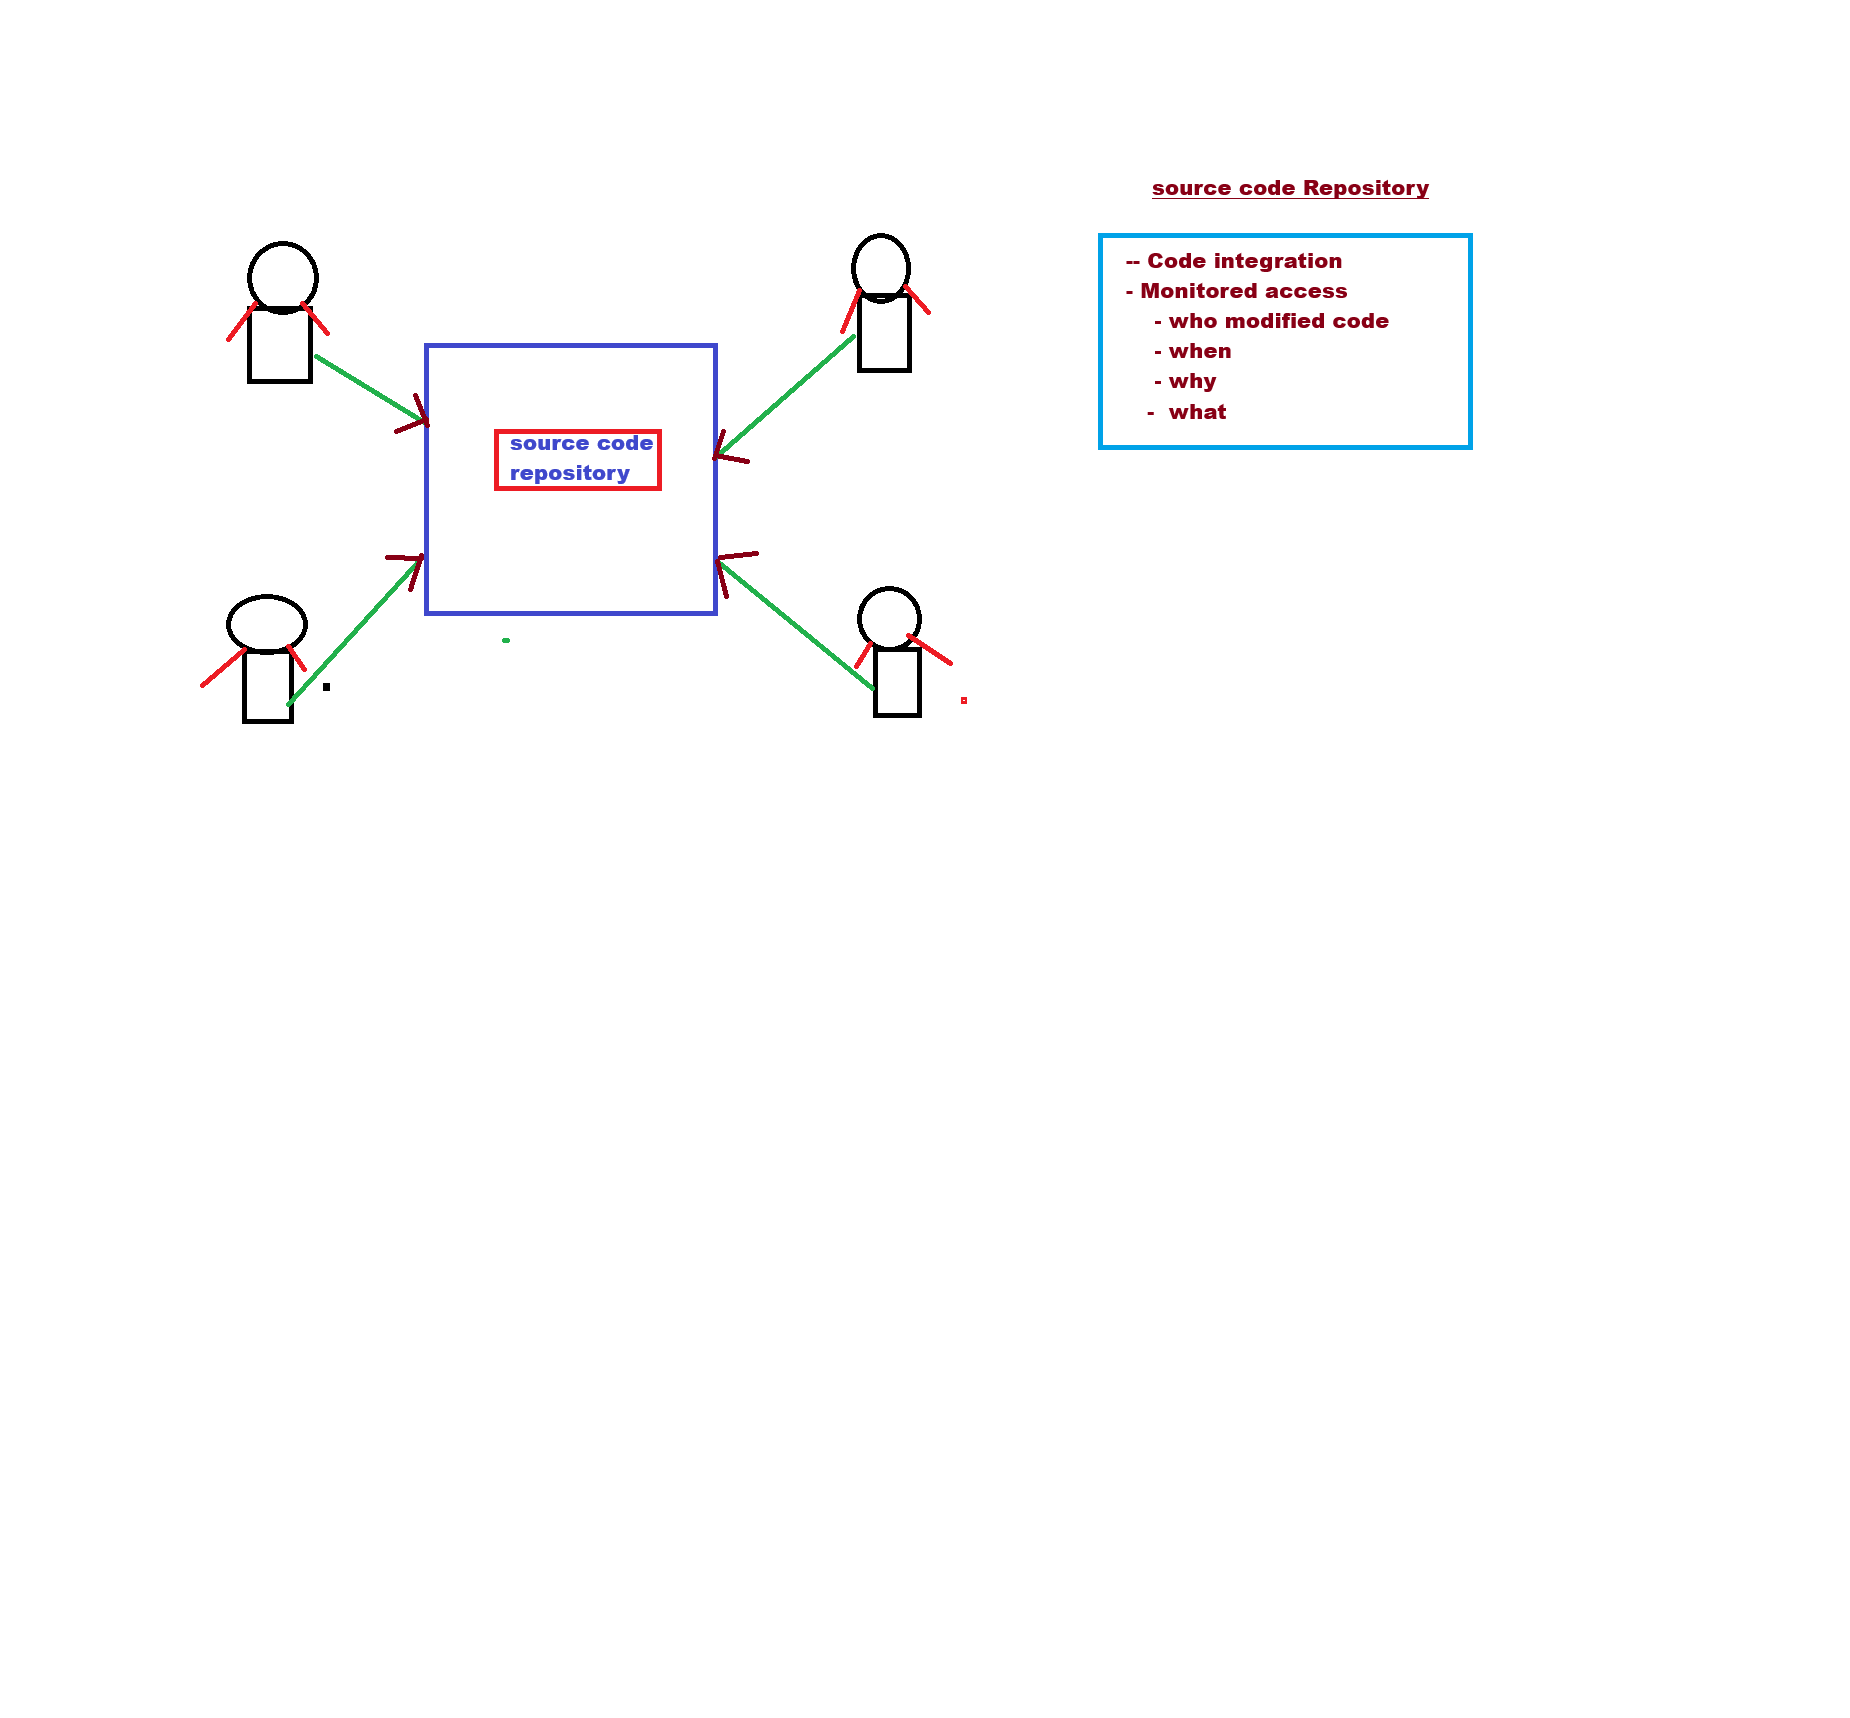 source code Repository
source code
repository
-- Code integration
- Monitored access
- who modified code
- when
- why
- what